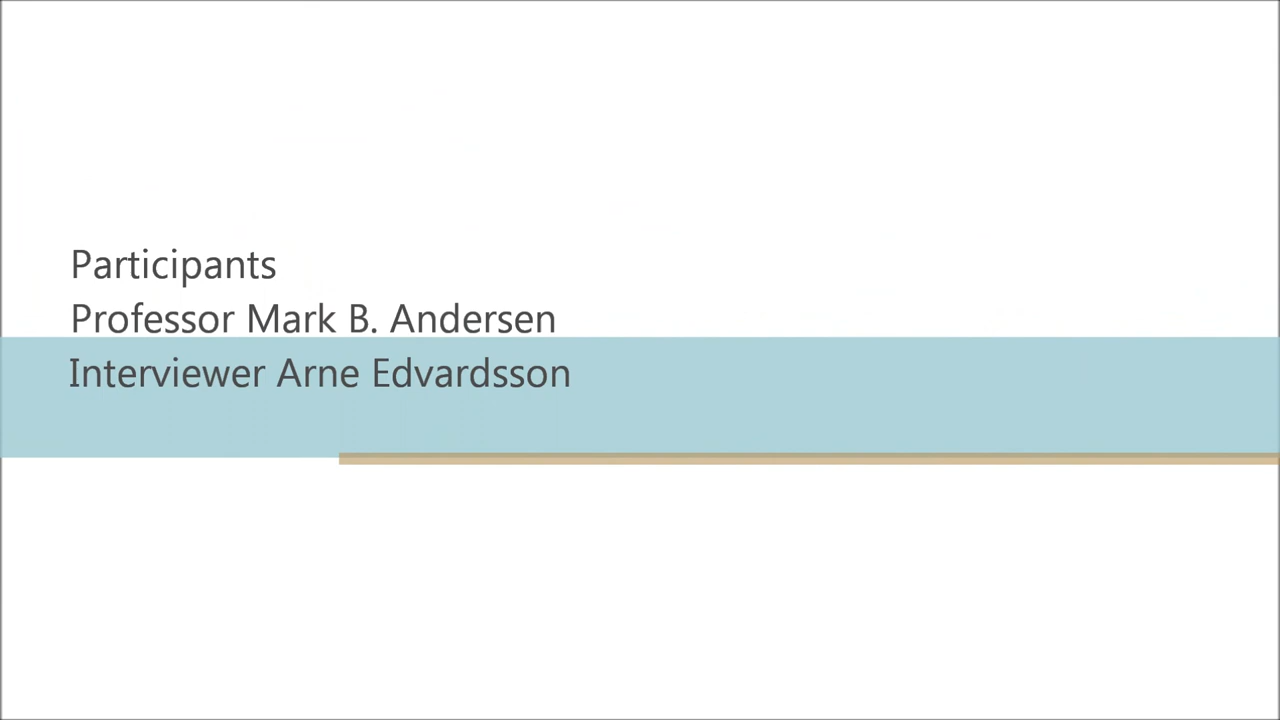 Participants
Professor Mark B. Andersen
Interviewer Arne Edvardsson